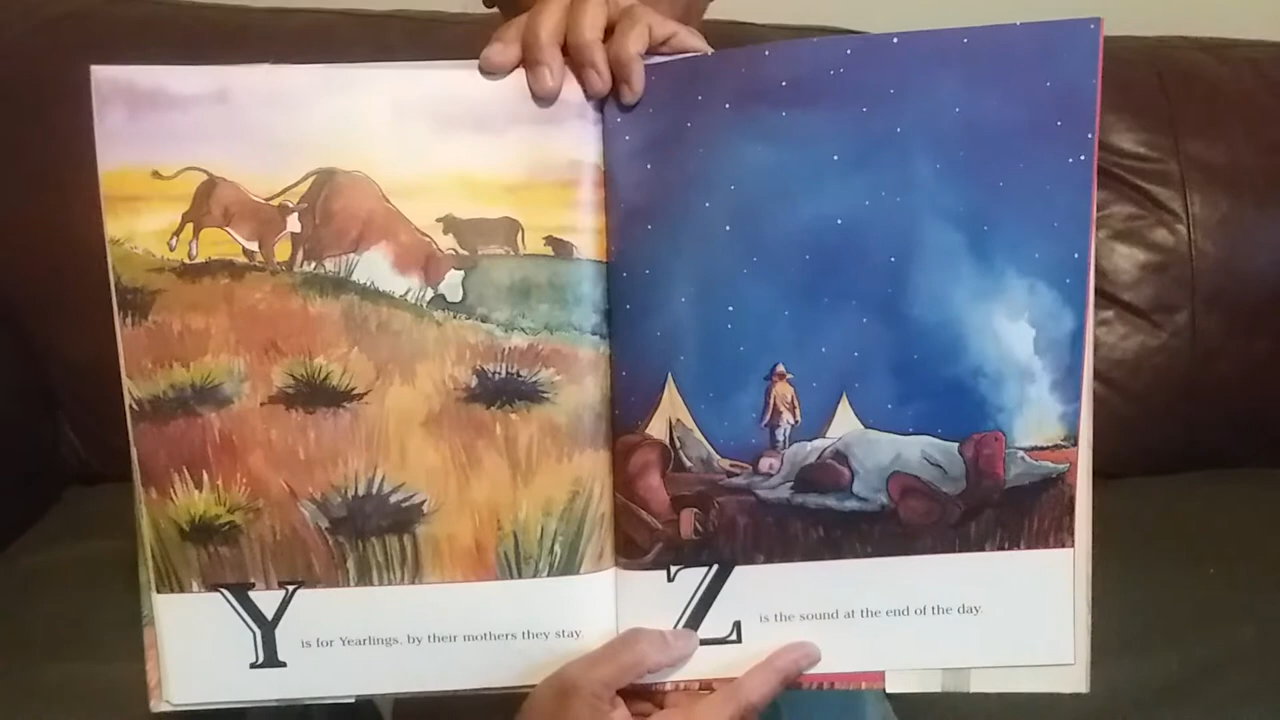 Y is for Yearlings, by their mothers they stay.
Z is the sound at the end of the day.